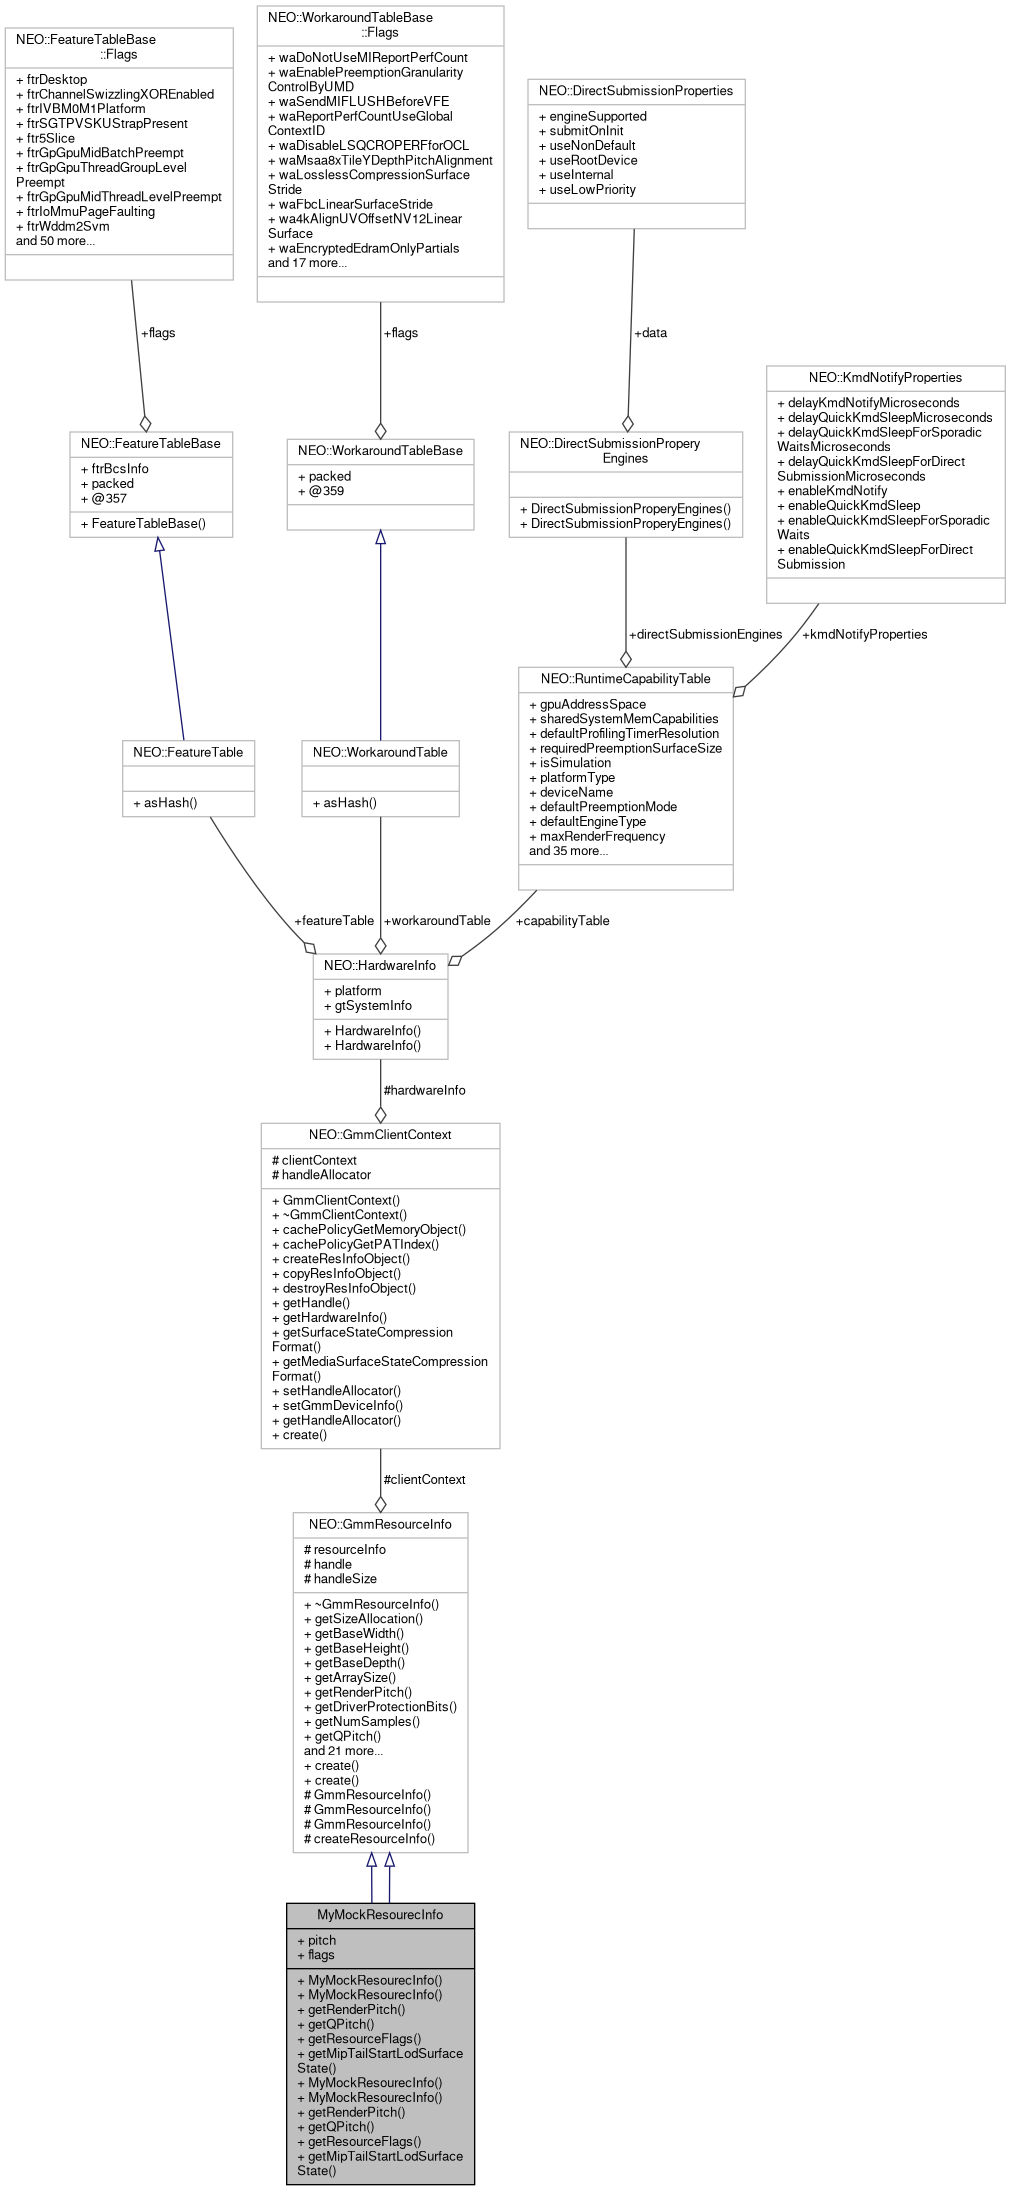 NEO::FeatureTableBase
::Flags
+ ftrDesktop
+ ftrChannelSwizzlingXOREnabled
+ ftrIVBM0M1Platform
+ ftrSGTPVSKUStrapPresent
+ ftr5Slice
+ ftrGpGpuMidBatchPreempt
+ ftrGpGpuThreadGroupLevel
Preempt
+ ftrGpGpuMidThreadLevelPreempt
+ ftrIoMmuPageFaulting
+ ftrWddm2Svm
and 50 more...
NEO::WorkaroundTableBase
::Flags
+ waDoNotUseMIReportPerfCount
+ waEnablePreemptionGranularity
ControlByUMD
+ waSendMIFLUSHBeforeVFE
+ waReportPerfCountUseGlobal
ContextID
+ waDisableLSQCROPERFforOCL
+ waMsaa8xTileYDepthPitchAlignment
+ waLosslessCompressionSurface
Stride
+ waFbcLinearSurfaceStride
+ wa4kAlignUVOffsetNV12Linear
Surface
+ waEncryptedEdramOnlyPartials
and 17 more...
NEO::DirectSubmissionProperties
+ engineSupported
+ submitOnInit
+ useNonDefault
+ useRootDevice
+ useInternal
+ useLowPriority
+flags
+flags
+data
NEO::KmdNotifyProperties
+ delayKmdNotifyMicroseconds
+ delayQuickKmdSleepMicroseconds
+ delayQuickKmdSleepForSporadic
WaitsMicroseconds
+ delayQuickKmdSleepForDirect
SubmissionMicroseconds
+ enableKmdNotify
+ enableQuickKmdSleep
+ enableQuickKmdSleepForSporadic
Waits
+ enableQuickKmdSleepForDirect
Submission
NEO::FeatureTableBase
+ ftrBcsInfo
+ packed
+ @357
+ FeatureTableBase()
NEO::WorkaroundTableBase
+ packed
+ @359
NEO::DirectSubmissionPropery
Engines
+ DirectSubmissionProperyEngines()
+ DirectSubmissionProperyEngines()
+directSubmissionEngines
+kmdNotifyProperties
NEO::FeatureTable
+ asHash()
NEO::WorkaroundTable
+ asHash()
NEO::RuntimeCapabilityTable
+ gpuAddressSpace
+ sharedSystemMemCapabilities
+ defaultProfilingTimerResolution
+ requiredPreemptionSurfaceSize
+ isSimulation
+ platformType
+ deviceName
+ defaultPreemptionMode
+ defaultEngineType
+ maxRenderFrequency
and 35 more...
+featureTable
+workaroundTable
+capabilityTable
NEO::HardwareInfo
+ platform
+ gtSystemInfo
+ HardwareInfo()
+ HardwareInfo()
#hardwareInfo
NEO::GmmClientContext
# clientContext
# handleAllocator
+ GmmClientContext()
+ ~GmmClientContext()
+ cachePolicyGetMemoryObject()
+ cachePolicyGetPATIndex()
+ createResInfoObject()
+ copyResInfoObject()
+ destroyResInfoObject()
+ getHandle()
+ getHardwareInfo()
+ getSurfaceStateCompression
Format()
+ getMediaSurfaceStateCompression
Format()
+ setHandleAllocator()
+ setGmmDeviceInfo()
+ getHandleAllocator()
+ create()
#clientContext
NEO::GmmResourceInfo
# resourceInfo
# handle
# handleSize
+ ~GmmResourceInfo()
+ getSizeAllocation()
+ getBaseWidth()
+ getBaseHeight()
+ getBaseDepth()
+ getArraySize()
+ getRenderPitch()
+ getDriverProtectionBits()
+ getNumSamples()
+ getQPitch()
and 21 more...
+ create()
+ create()
# GmmResourceInfo()
# GmmResourceInfo()
# GmmResourceInfo()
# createResourceInfo()
MyMockResourecInfo
+ pitch
+ flags
+ MyMockResourecInfo()
+ MyMockResourecInfo()
+ getRenderPitch()
+ getQPitch()
+ getResourceFlags()
+ getMipTailStartLodSurface
State()
+ MyMockResourecInfo()
+ MyMockResourecInfo()
+ getRenderPitch()
+ getQPitch()
+ getResourceFlags()
+ getMipTailStartLodSurface
State()